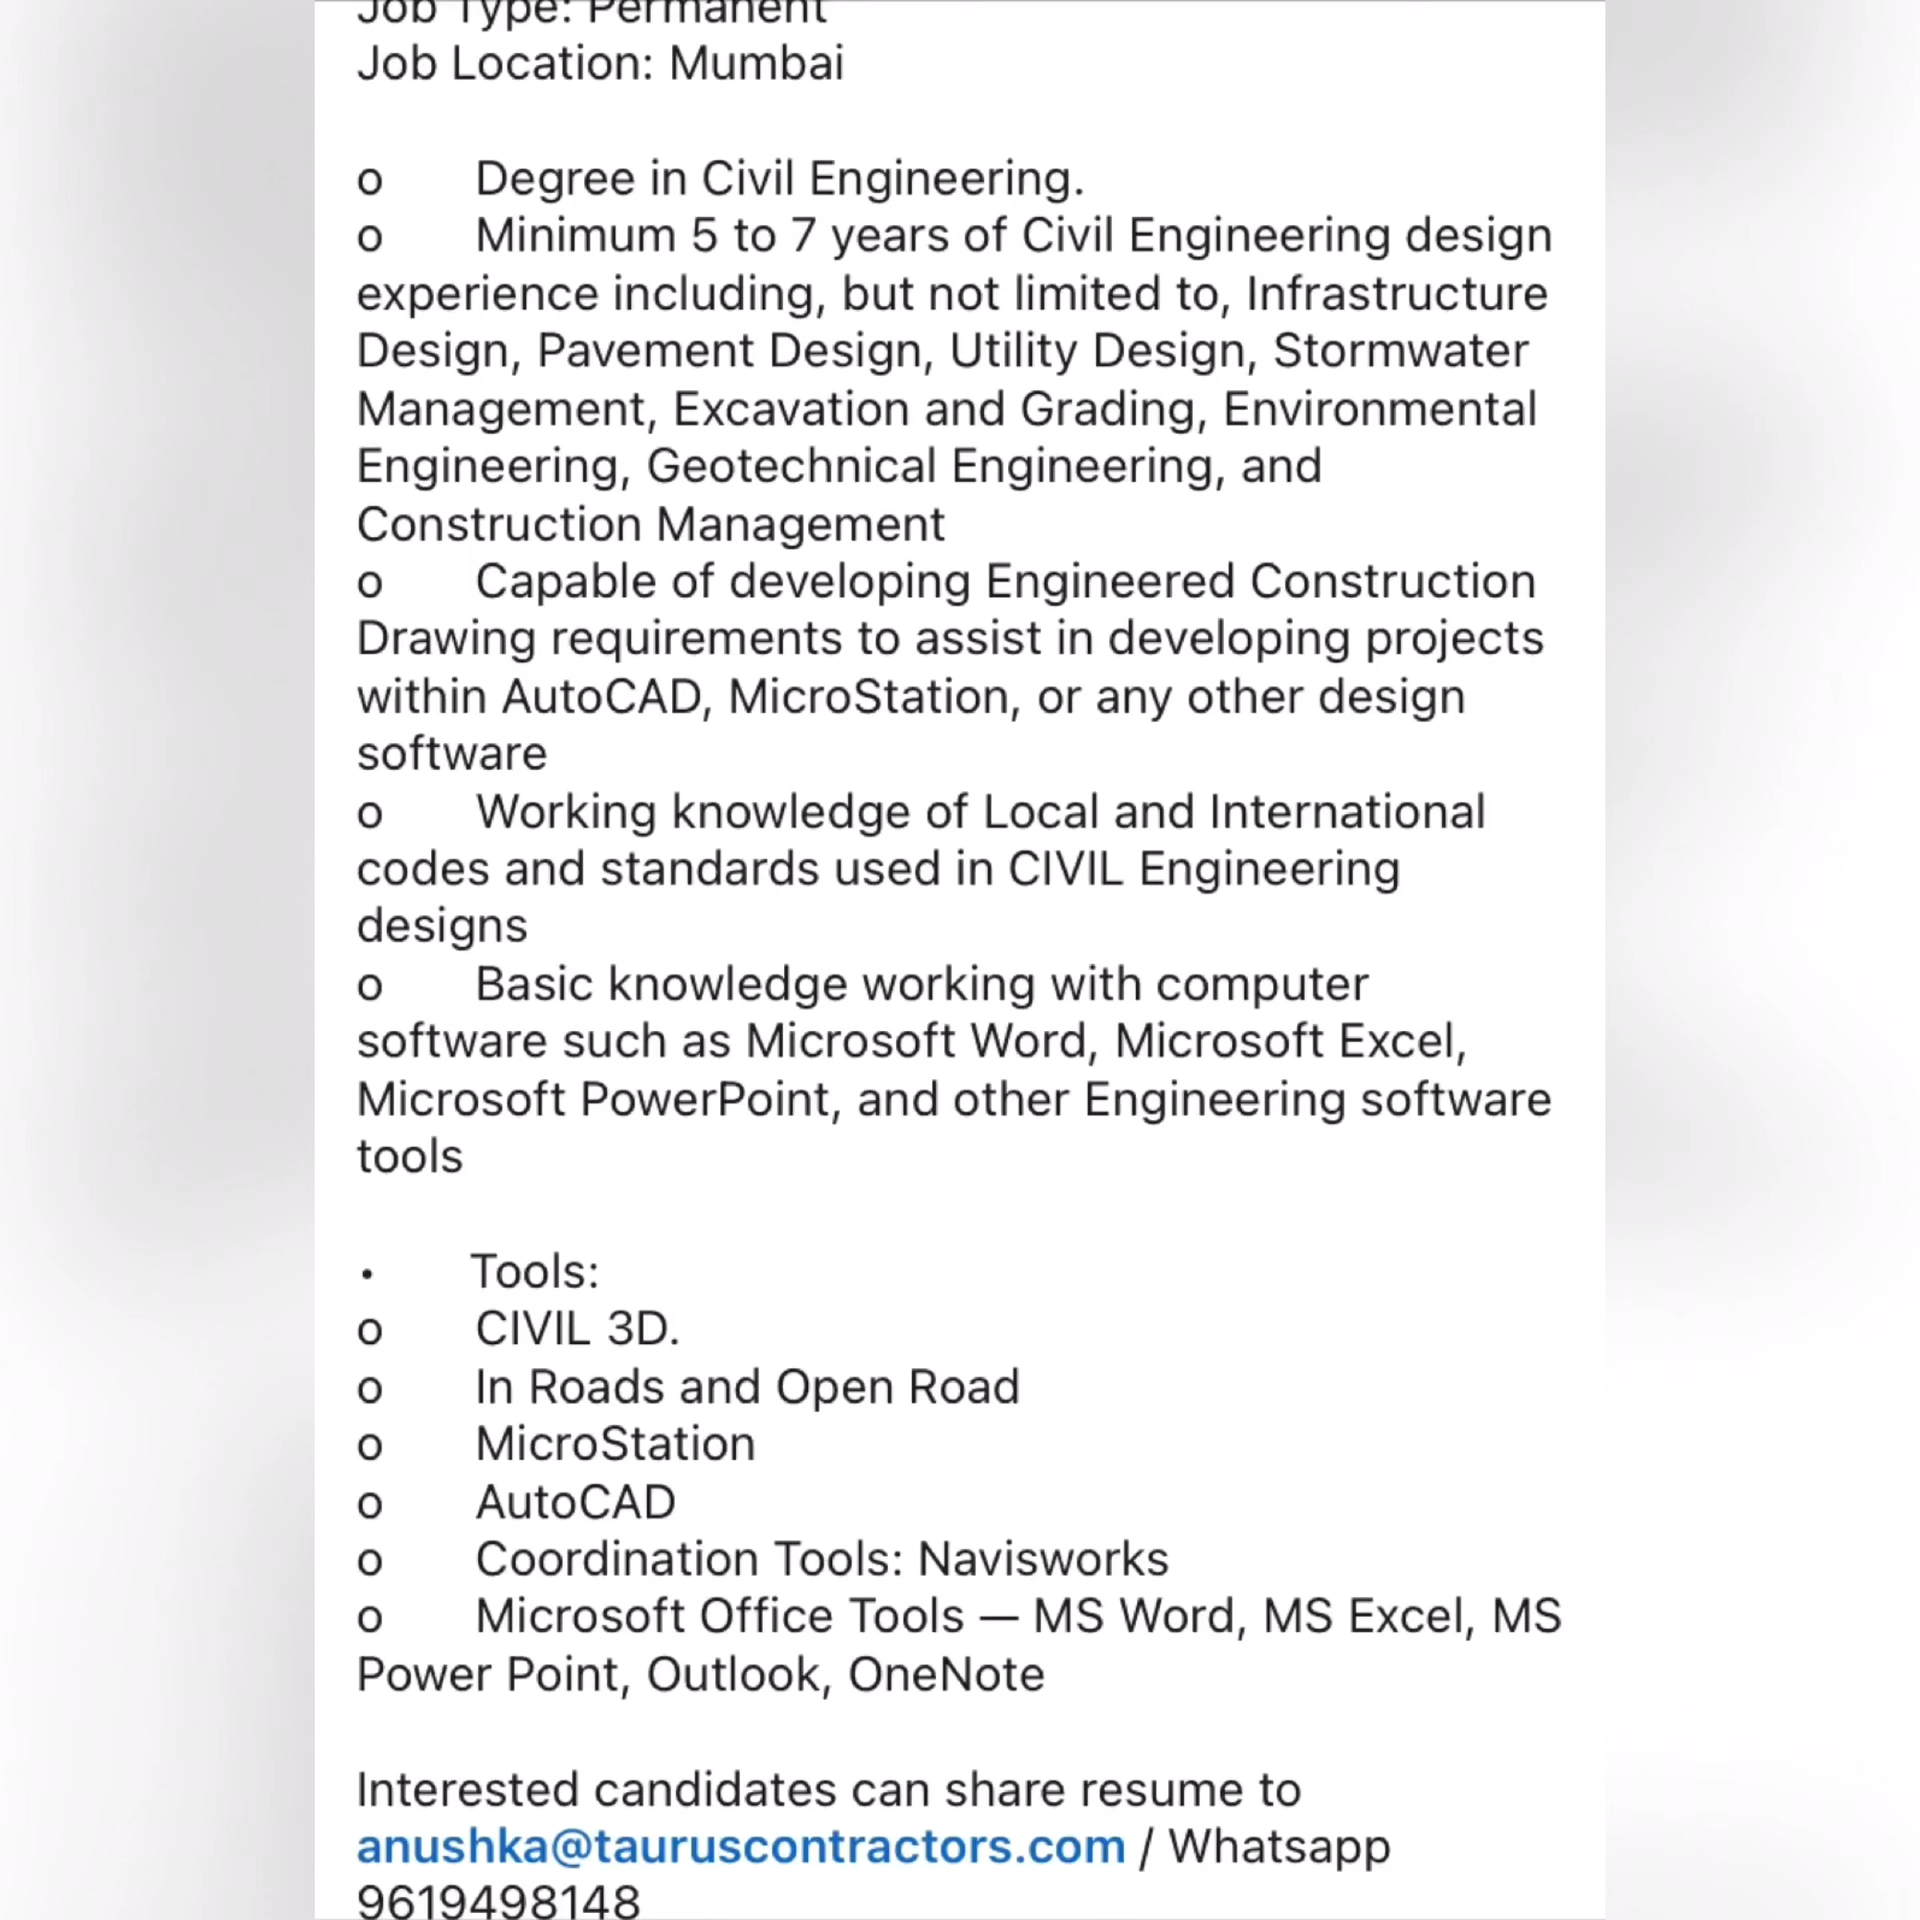 Job Type: Permanent
Job Location: Mumbai
o Degree in Civil Engineering.
o Minimum 5 to 7 years of Civil Engineering design
experience including, but not limited to, Infrastructure
Design, Pavement Design, Utility Design, Stormwater
Management, Excavation and Grading, Environmental
Engineering, Geotechnical Engineering, and
Construction Management
o Capable of developing Engineered Construction
Drawing requirements to assist in developing projects
within AutoCAD, MicroStation, or any other design
software
o Working knowledge of Local and International
codes and standards used in CIVIL Engineering
designs
o Basic knowledge working with computer
software such as Microsoft Word, Microsoft Excel,
Microsoft PowerPoint, and other Engineering software
tools
• Tools:
o CIVIL 3D.
o In Roads and Open Road
o MicroStation
o AutoCAD
o Coordination Tools: Navisworks
o Microsoft Office Tools — MS Word, MS Excel, MS
Power Point, Outlook, OneNote
Interested candidates can share resume to
anushka@tauruscontractors.com / Whatsapp
9619498148